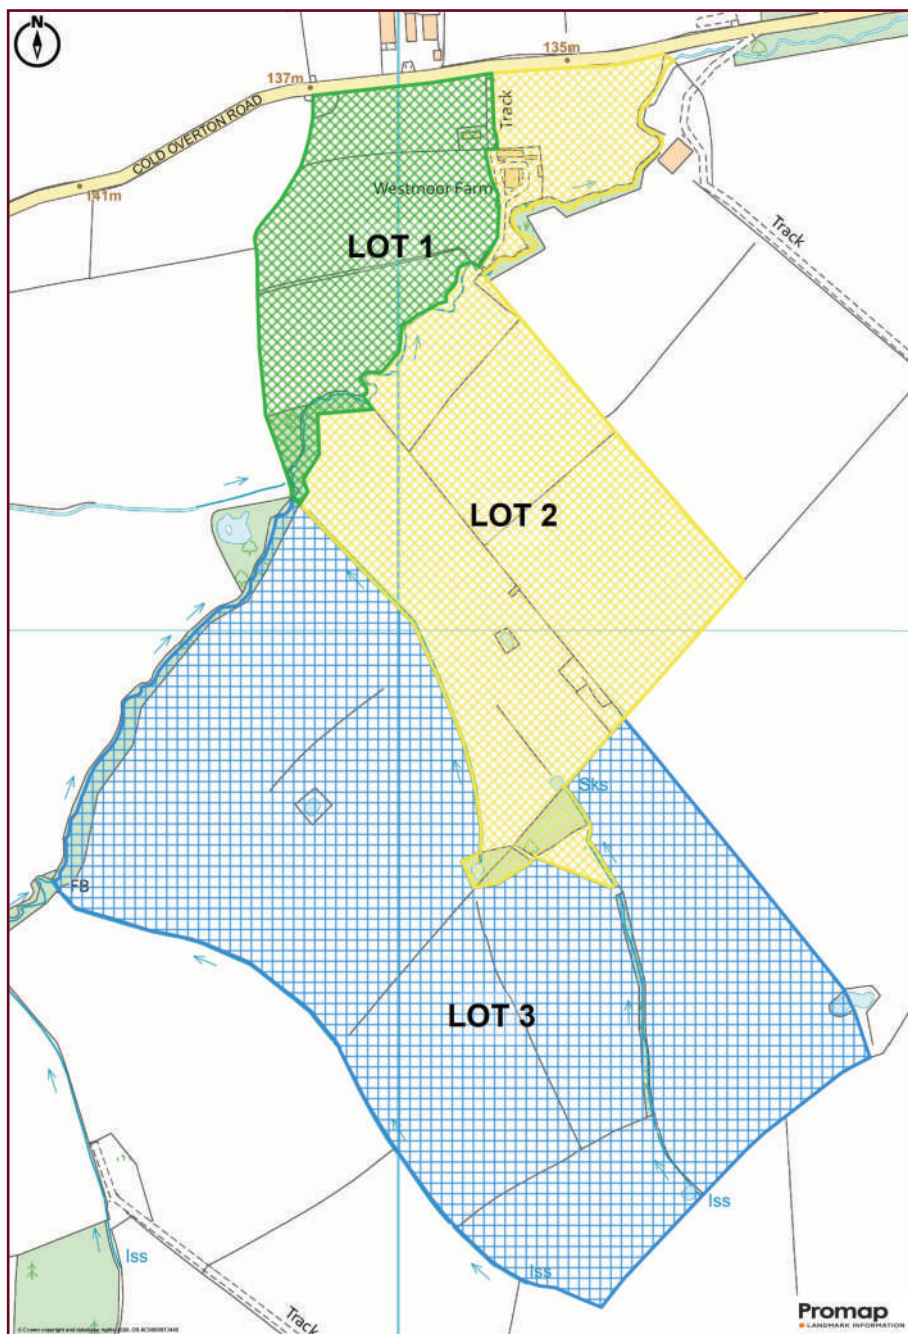 N
135m
137m
COLD OVERTON ROAD
Track
141m
Westmoor Farm
LOT 1
Track
LOT 2
Sks
FB
LOT 3
Iss
Iss
Iss
Track
Promap
LANDMARK INFORMATION